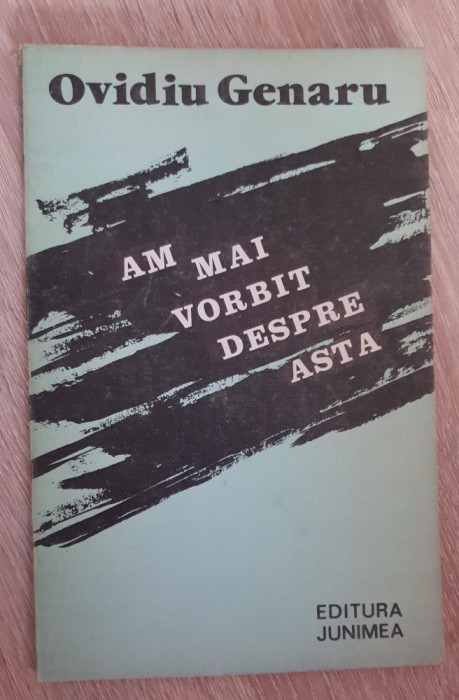 Ovidiu Genaru
AM MAI
VORBIT
DESPRE
ASTA
EDITURA
JUNIMEA